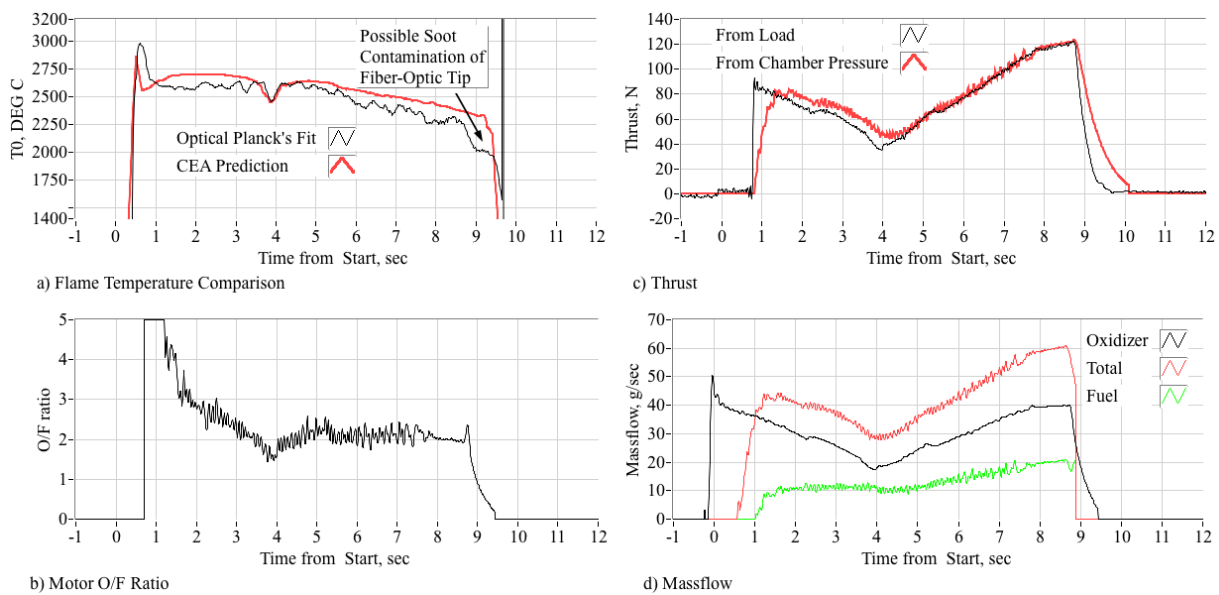 3200
3000
2750
2500
2250
2000
1750
1400
T0, DEG C
Possible Soot
Contamination of
Fiber-Optic Tip
Optical Planck's Fit
CEA Prediction
-1 0 1 2 3 4 5 6 7 8 9 10 11 12
Time from Start, sec
a) Flame Temperature Comparison
140
120
100
80
60
40
20
0
-20
Thrust, N
From Load
From Chamber Pressure
-1 0 1 2 3 4 5 6 7 8 9 10 11 12
Time from Start, sec
c) Thrust
5
4
3
2
1
0
O/F ratio
-1 0 1 2 3 4 5 6 7 8 9 10 11 12
Time from Start, sec
b) Motor O/F Ratio
70
60
50
40
30
20
10
0
Massflow, g/sec
Oxidizer
Total
Fuel
-1 0 1 2 3 4 5 6 7 8 9 10 11 12
Time from Start, sec
d) Massflow